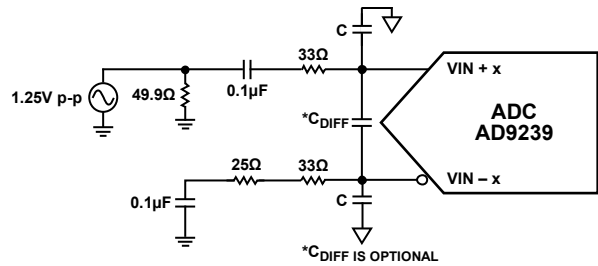 C
33Ω
VIN + x
1.25V p-p
49.9Ω
0.1µF
*CDIFF
ADC
AD9239
25Ω
33Ω
VIN – x
0.1µF
C
*CDIFF IS OPTIONAL